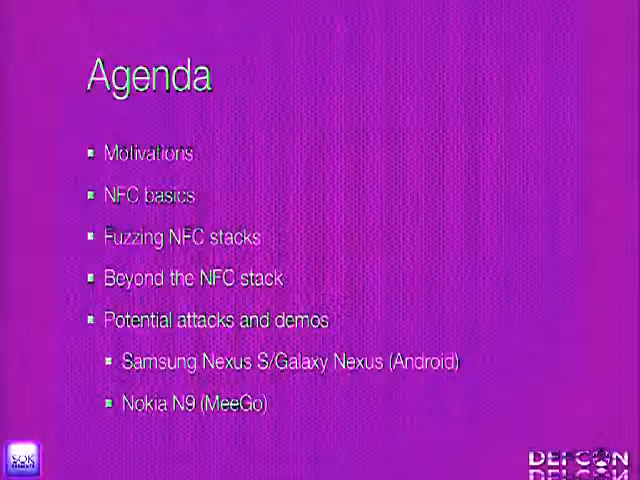 Agenda
Motivations
NFC basics
Fuzzing NFC stacks
Beyond the NFC stack
Potential attacks and demos
Samsung Nexus S/Galaxy Nexus (Android)
Nokia N9 (MeeGo)
DEFCON